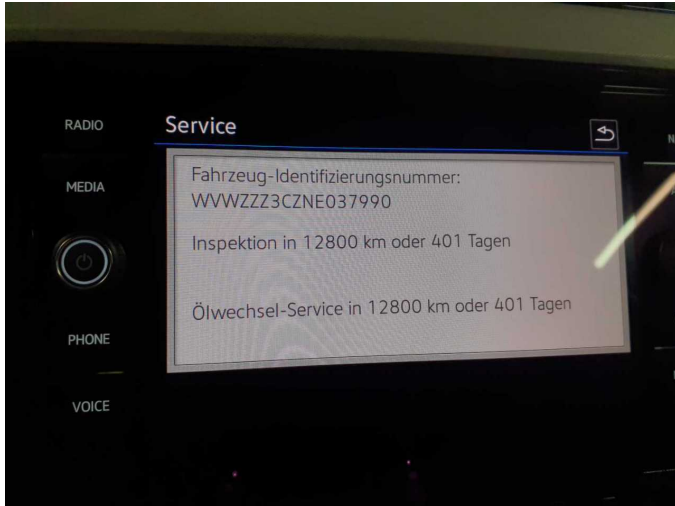 RADIO
Service
MEDIA
Fahrzeug-Identifizierungsnummer:
WVWZZZ3CZNE037990
Inspektion in 12800 km oder 401 Tagen
Ölwechsel-Service in 12800 km oder 401 Tagen
PHONE
VOICE